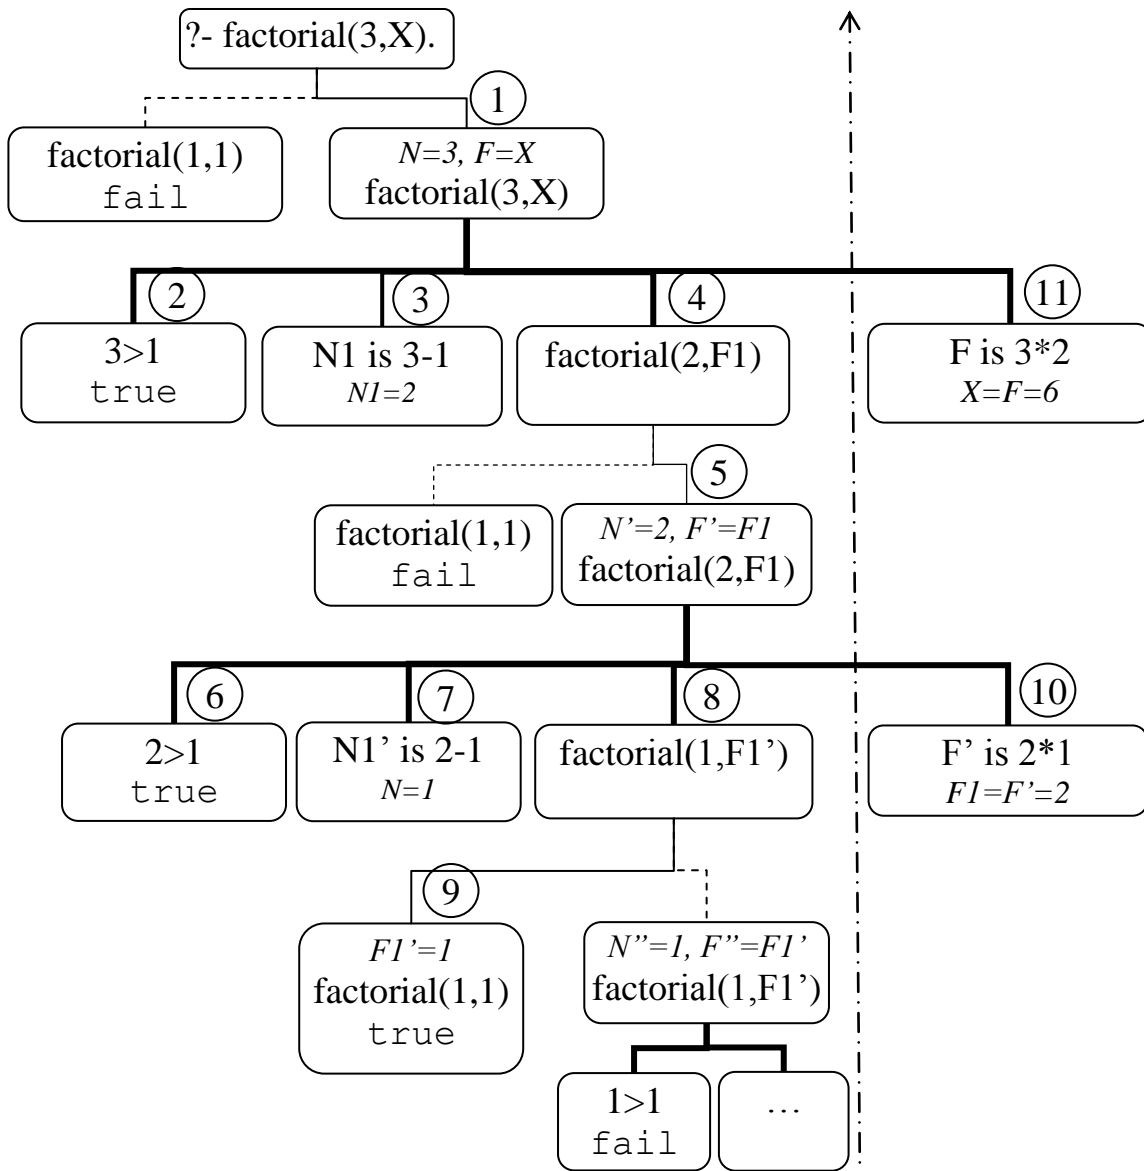 ?- factorial(3,X).
1
factorial(1,1)
fail
N=3, F=X
factorial(3,X)
2
3
4
11
3>1
true
N1 is 3-1
N1=2
factorial(2,F1)
F is 3*2
X=F=6
5
factorial(1,1)
fail
N’=2, F’=F1
factorial(2,F1)
6
7
8
10
2>1
true
N1’ is 2-1
N=1
factorial(1,F1’)
F’ is 2*1
F1=F’=2
9
F1’=1
factorial(1,1)
true
N’’=1, F’’=F1’
factorial(1,F1’)
1>1
fail
…